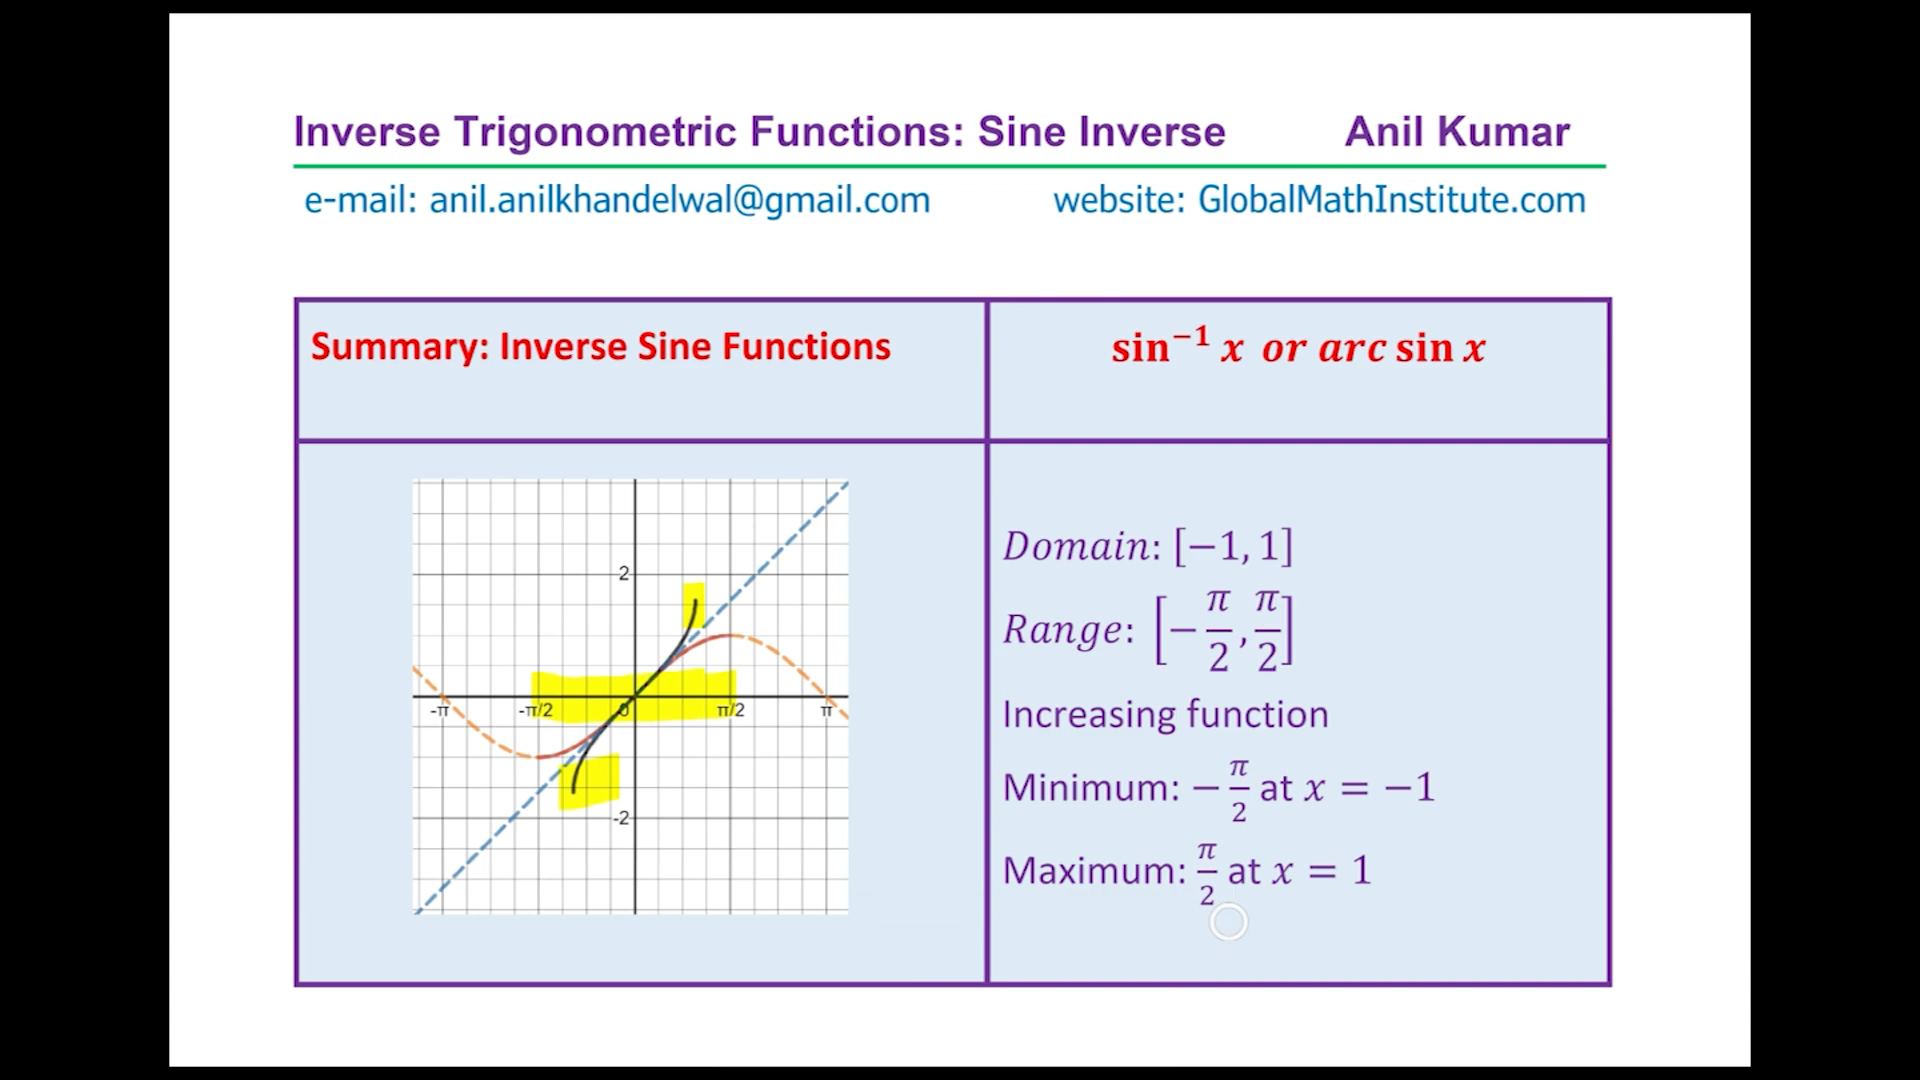 Inverse Trigonometric Functions: Sine Inverse Anil Kumar
e-mail: anil.anilkhandelwal@gmail.com website: GlobalMathInstitute.com
Summary: Inverse Sine Functions
sin⁻¹ x or arc sin x
2
-π -π/2 0 π/2 π
-2
Domain: [−1, 1]
Range: [−π/2, π/2]
Increasing function
Minimum: −π/2 at x = −1
Maximum: π/2 at x = 1